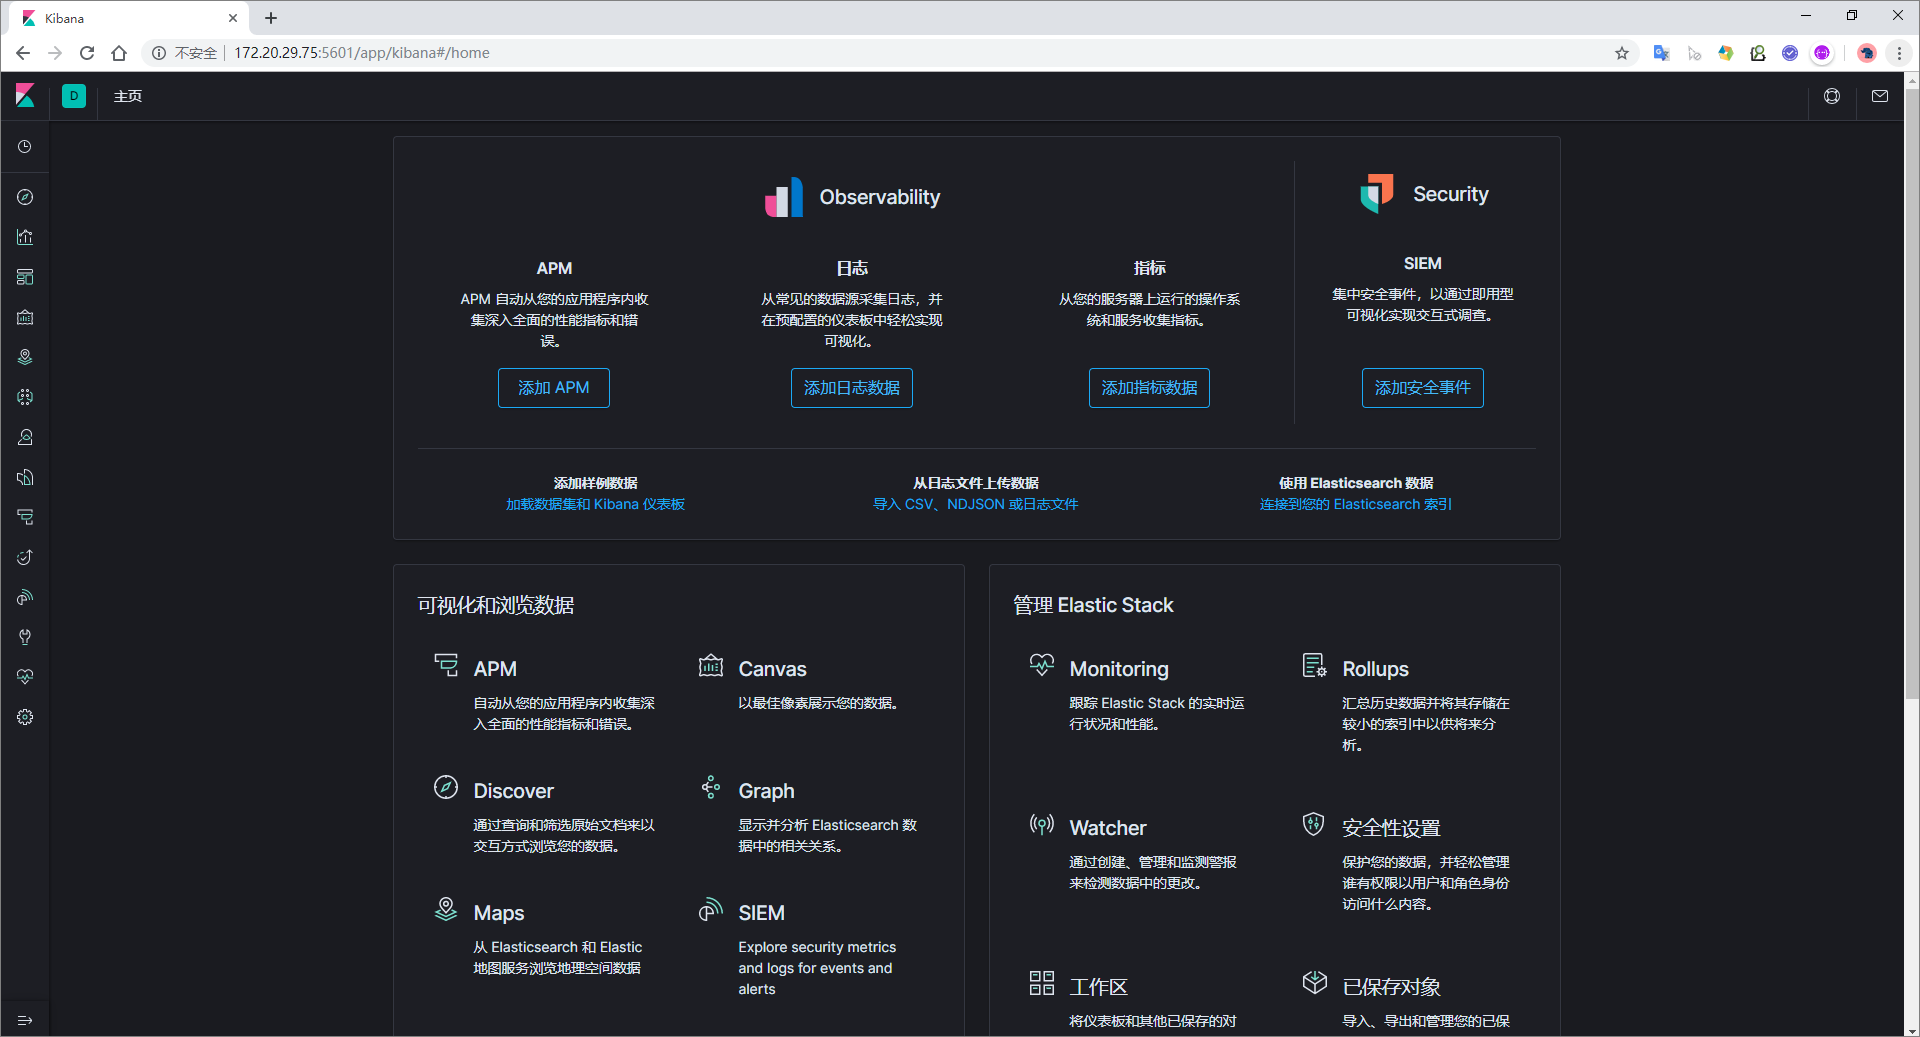 Kibana
不安全
172.20.29.75:5601/app/kibana#/home
D
主页
Observability
APM
APM 自动从您的应用程序内收
集深入全面的性能指标和错
误。
添加 APM
日志
从常见的数据源采集日志，并
在预配置的仪表板中轻松实现
可视化。
添加日志数据
指标
从您的服务器上运行的操作系
统和服务收集指标。
添加指标数据
Security
SIEM
集中安全事件，以通过即用型
可视化实现交互式调查。
添加安全事件
添加样例数据
加载数据集和 Kibana 仪表板
从日志文件上传数据
导入 CSV、NDJSON 或日志文件
使用 Elasticsearch 数据
连接到您的 Elasticsearch 索引
可视化和浏览数据
APM
自动从您的应用程序内收集深
入全面的性能指标和错误。
Canvas
以最佳像素展示您的数据。
Discover
通过查询和筛选原始文档来以
交互方式浏览您的数据。
Graph
显示并分析 Elasticsearch 数
据中的相关关系。
Maps
从 Elasticsearch 和 Elastic
地图服务浏览地理空间数据
SIEM
Explore security metrics
and logs for events and
alerts
管理 Elastic Stack
Monitoring
跟踪 Elastic Stack 的实时运
行状况和性能。
Rollups
汇总历史数据并将其存储在
较小的索引中以供将来分
析。
Watcher
通过创建、管理和监测警报
来检测数据中的更改。
安全性设置
保护您的数据，并轻松管理
谁有权限以用户和角色身份
访问什么内容。
工作区
将仪表板和其他已保存的对
已保存对象
导入、导出和管理您的已保